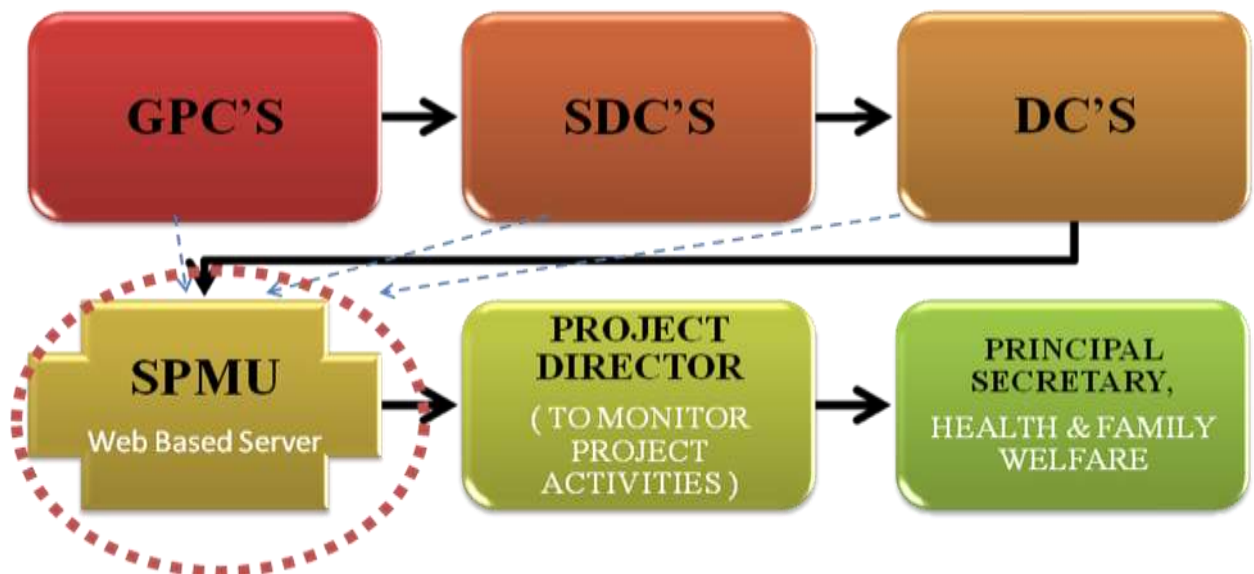 GPC'S
SDC'S
DC'S
SPMU
Web Based Server
PROJECT
DIRECTOR
( TO MONITOR
PROJECT
ACTIVITIES )
PRINCIPAL
SECRETARY,
HEALTH & FAMILY
WELFARE